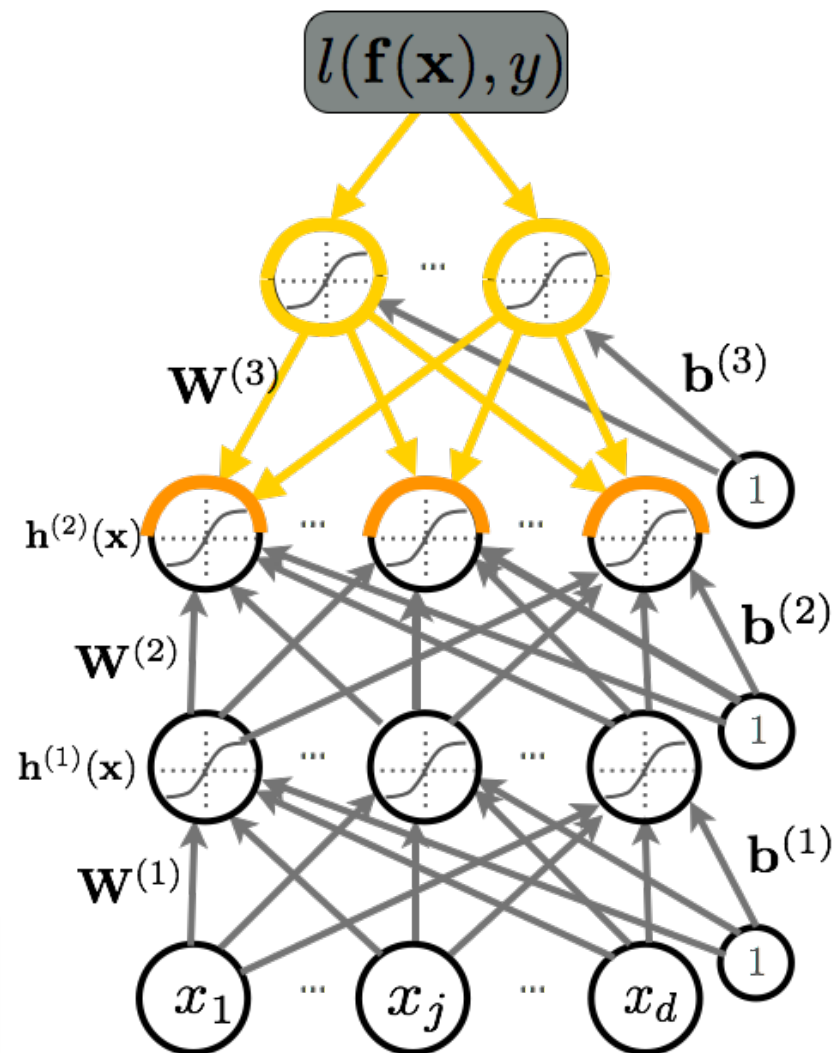 l(f(x), y)
...
W^(3)
b^(3)
1
h^(2)(x)
...
...
W^(2)
b^(2)
1
h^(1)(x)
...
...
W^(1)
b^(1)
1
x_1
...
x_j
...
x_d